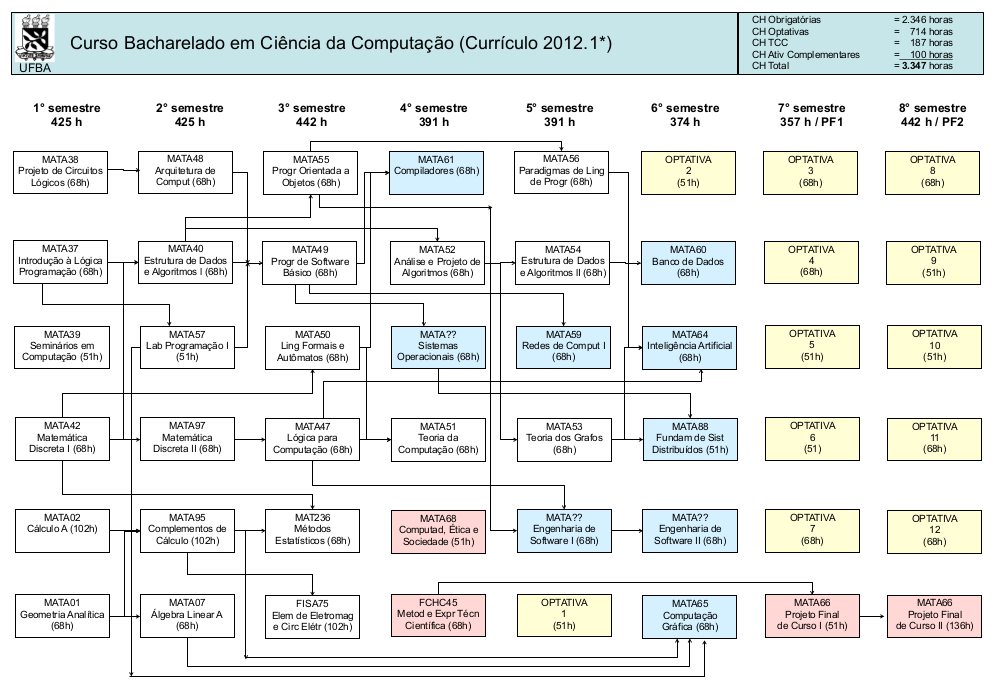 UFBA
Curso Bacharelado em Ciência da Computação (Currículo 2012.1*)
CH Obrigatórias = 2.346 horas
CH Optativas = 714 horas
CH TCC = 187 horas
CH Ativ Complementares = 100 horas
CH Total = 3.347 horas
1° semestre
425 h
2° semestre
425 h
3° semestre
442 h
4° semestre
391 h
5° semestre
391 h
6° semestre
374 h
7° semestre
357 h / PF1
8° semestre
442 h / PF2
MATA38
Projeto de Circuitos
Lógicos (68h)
MATA48
Arquitetura de
Comput (68h)
MATA55
Progr Orientada a
Objetos (68h)
MATA61
Compiladores (68h)
MATA56
Paradigmas de Ling
de Progr (68h)
OPTATIVA
2
(51h)
OPTATIVA
3
(68h)
OPTATIVA
8
(68h)
MATA37
Introdução à Lógica
Programação (68h)
MATA40
Estrutura de Dados
e Algoritmos I (68h)
MATA49
Progr de Software
Básico (68h)
MATA52
Análise e Projeto de
Algoritmos (68h)
MATA54
Estrutura de Dados
e Algoritmos II (68h)
MATA60
Banco de Dados
(68h)
OPTATIVA
4
(68h)
OPTATIVA
9
(51h)
MATA39
Seminários em
Computação (51h)
MATA57
Lab Programação I
(51h)
MATA50
Ling Formais e
Autômatos (68h)
MATA??
Sistemas
Operacionais (68h)
MATA59
Redes de Comput I
(68h)
MATA64
Inteligência Artificial
(68h)
OPTATIVA
5
(51h)
OPTATIVA
10
(51h)
MATA42
Matemática
Discreta I (68h)
MATA97
Matemática
Discreta II (68h)
MATA47
Lógica para
Computação (68h)
MATA51
Teoria da
Computação (68h)
MATA53
Teoria dos Grafos
(68h)
MATA88
Fundam de Sist
Distribuídos (51h)
OPTATIVA
6
(51)
OPTATIVA
11
(68h)
MATA02
Cálculo A (102h)
MATA95
Complementos de
Cálculo (102h)
MAT236
Métodos
Estatísticos (68h)
MATA68
Computad, Ética e
Sociedade (51h)
MATA??
Engenharia de
Software I (68h)
MATA??
Engenharia de
Software II (68h)
OPTATIVA
7
(68h)
OPTATIVA
12
(68h)
MATA01
Geometria Analítica
(68h)
MATA07
Álgebra Linear A
(68h)
FISA75
Elem de Eletromag
e Circ Elétr (102h)
FCHC45
Metod e Expr Técn
Científica (68h)
OPTATIVA
1
(51h)
MATA65
Computação
Gráfica (68h)
MATA66
Projeto Final
de Curso I (51h)
MATA66
Projeto Final
de Curso II (136h)